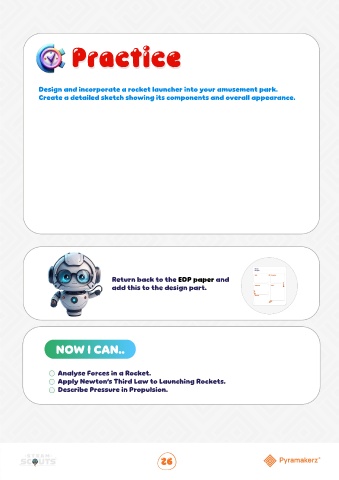 Practice
Design and incorporate a rocket launcher into your amusement park.
Create a detailed sketch showing its components and overall appearance.
Return back to the EDP paper and
add this to the design part.
NOW I CAN..
Analyse Forces in a Rocket.
Apply Newton's Third Law to Launching Rockets.
Describe Pressure in Propulsion.
STEAM
SCOUTS
26
Pyramakerz